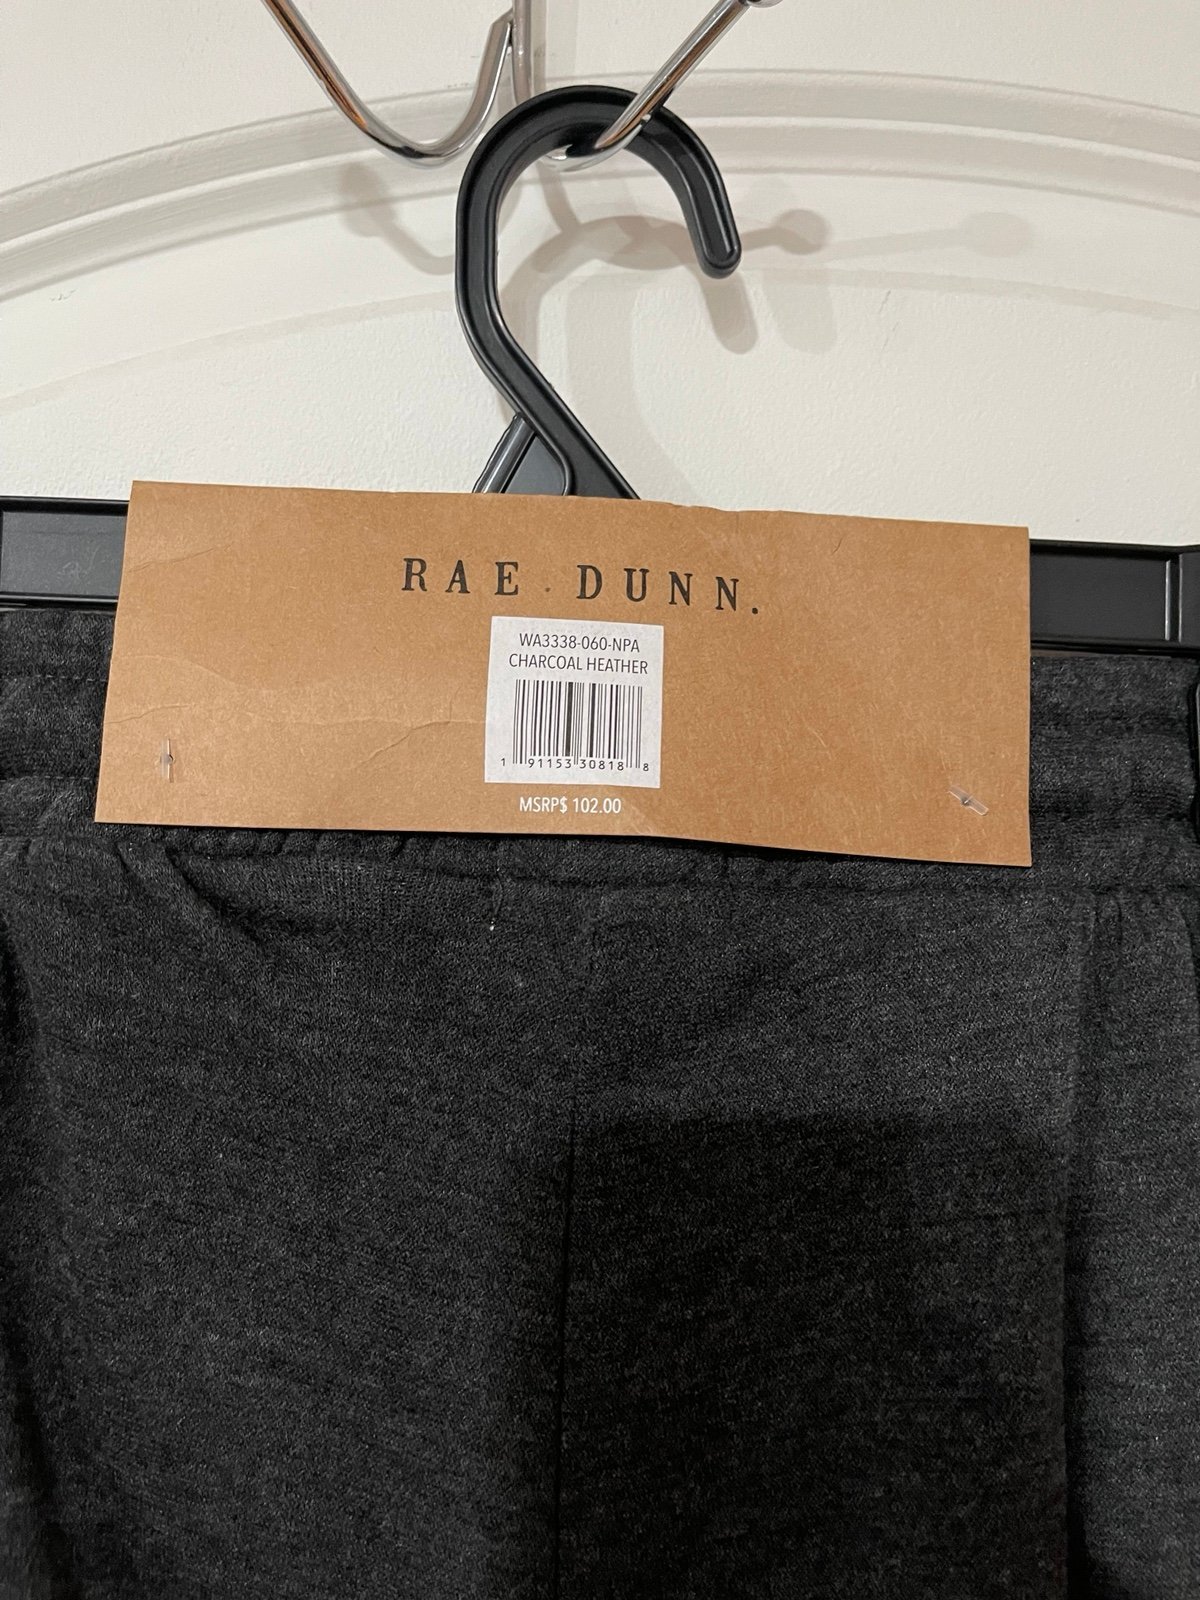 RAE DUNN.
WA3338-060-NPA
CHARCOAL HEATHER
1 91153 30818 8
MSRP$ 102.00